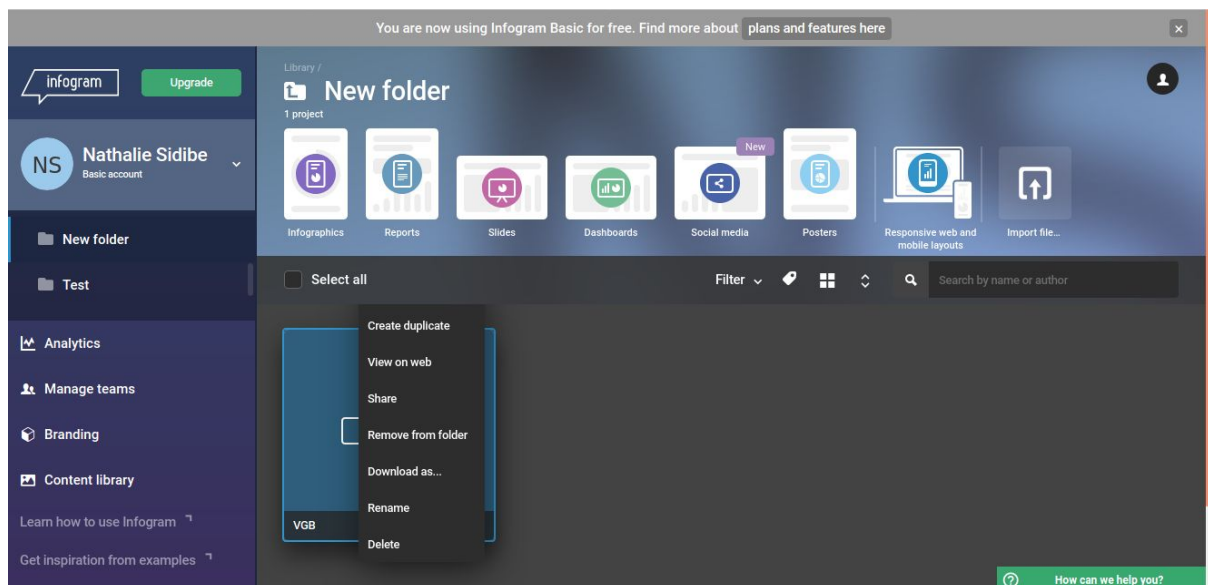 You are now using Infogram Basic for free. Find more about plans and features here
infogram
Upgrade
NS
Nathalie Sidibe
Basic account
New folder
Test
Analytics
Manage teams
Branding
Content library
Learn how to use Infogram
Get inspiration from examples
Library /
New folder
1 project
New
Infographics
Reports
Slides
Dashboards
Social media
Posters
Responsive web and
mobile layouts
Import file...
Select all
Filter
Search by name or author
Create duplicate
View on web
Share
Remove from folder
Download as...
Rename
Delete
VGB
How can we help you?